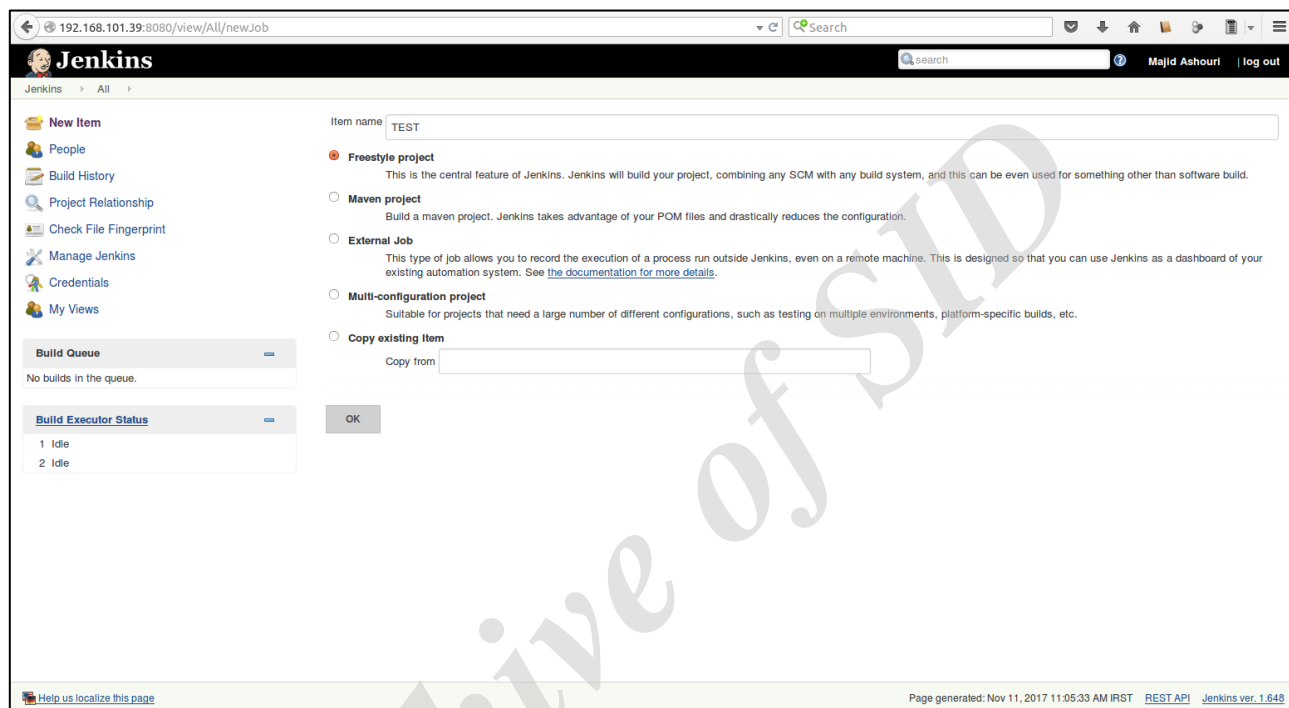 192.168.101.39:8080/view/All/newJob
Search
Jenkins
search
Majid Ashouri
| log out
Jenkins
All
New Item
People
Build History
Project Relationship
Check File Fingerprint
Manage Jenkins
Credentials
My Views
Build Queue
No builds in the queue.
Build Executor Status
1 Idle
2 Idle
Item name TEST
Freestyle project
This is the central feature of Jenkins. Jenkins will build your project, combining any SCM with any build system, and this can be even used for something other than software build.
Maven project
Build a maven project. Jenkins takes advantage of your POM files and drastically reduces the configuration.
External Job
This type of job allows you to record the execution of a process run outside Jenkins, even on a remote machine. This is designed so that you can use Jenkins as a dashboard of your
existing automation system. See the documentation for more details.
Multi-configuration project
Suitable for projects that need a large number of different configurations, such as testing on multiple environments, platform-specific builds, etc.
Copy existing Item
Copy from
OK
hive of SID
Help us localize this page
Page generated: Nov 11, 2017 11:05:33 AM IRST REST API Jenkins ver. 1.648